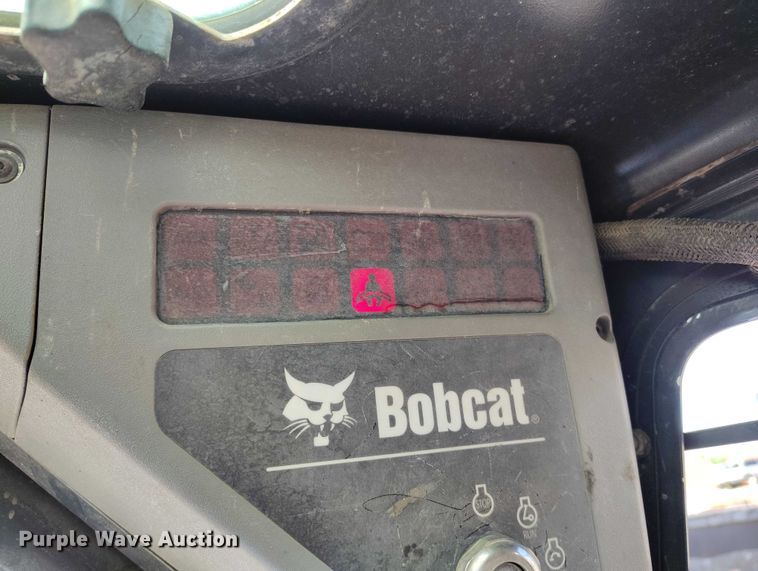 Bobcat®
STOP
RUN
Purple Wave Auction®